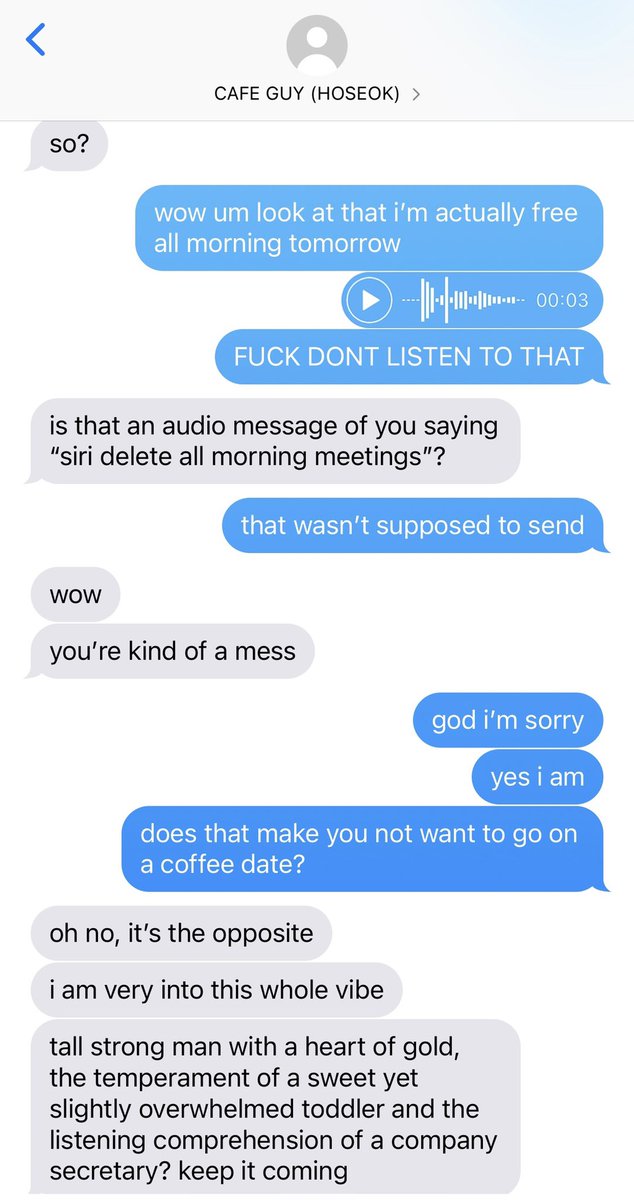 CAFE GUY (HOSEOK)
so?
wow um look at that i’m actually free
all morning tomorrow
00:03
FUCK DONT LISTEN TO THAT
is that an audio message of you saying
“siri delete all morning meetings”?
that wasn’t supposed to send
wow
you’re kind of a mess
god i’m sorry
yes i am
does that make you not want to go on
a coffee date?
oh no, it’s the opposite
i am very into this whole vibe
tall strong man with a heart of gold,
the temperament of a sweet yet
slightly overwhelmed toddler and the
listening comprehension of a company
secretary? keep it coming